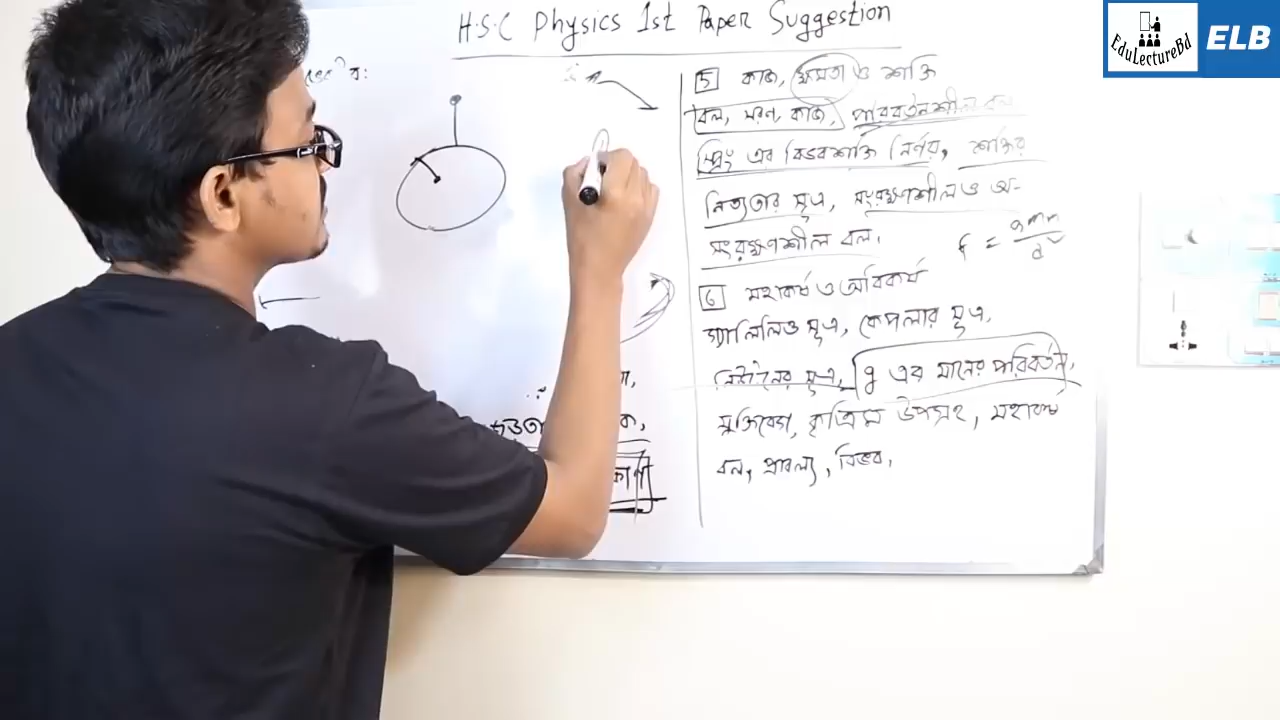 H.S.C Physics 1st Paper Suggestion
EduLectureBd
ELB
৫ কাজ, ক্ষমতা ও শক্তি
বল, সরণ, কাজ, পরিবর্তনশীল বল
স্প্রিং এর বিভবশক্তি নির্ণয়, শক্তির
নিত্যতার সূত্র, সংরক্ষণশীল ও অ-
সংরক্ষণশীল বল,
৬ মহাকর্ষ ও অভিকর্ষ
গ্যালিলিও সূত্র, কেপলার সূত্র,
নিউটনের সূত্র, g এর মানের পরিবর্তন,
মুক্তিবেগ, কৃত্রিম উপগ্রহ, মহাকর্ষ
বল, প্রাবল্য, বিভব,